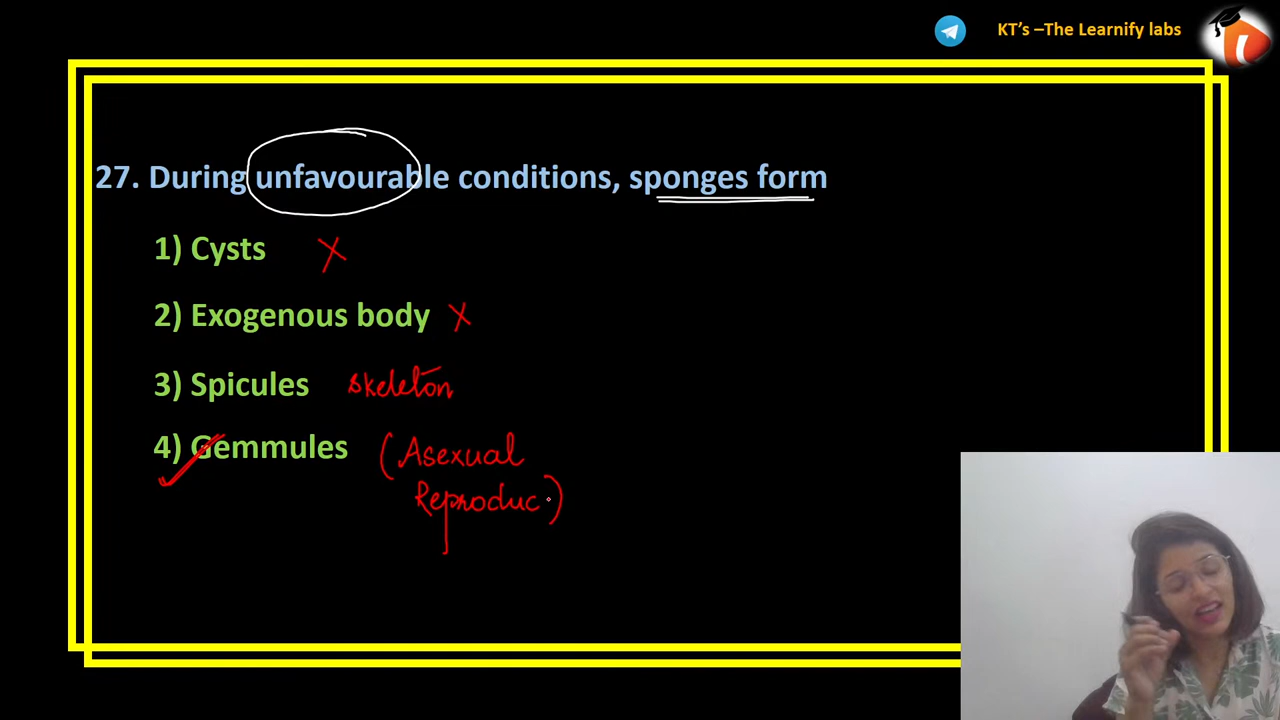 KT's –The Learnify labs
27. During unfavourable conditions, sponges form
1) Cysts X
2) Exogenous body X
3) Spicules skeleton
4) Gemmules (Asexual
Reproduc)